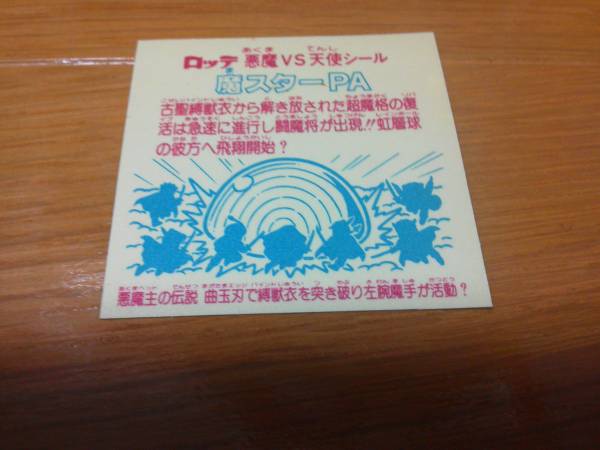 ロッテ 悪魔VS天使シール
魔スターPA
古聖縛獣衣から解き放された超魔格の復
活は急速に進行し闘魔将が出現!!虹層球
の彼方へ飛翔開始?
悪魔主の伝説 曲玉刃で縛獣衣を突き破り左腕魔手が活動?